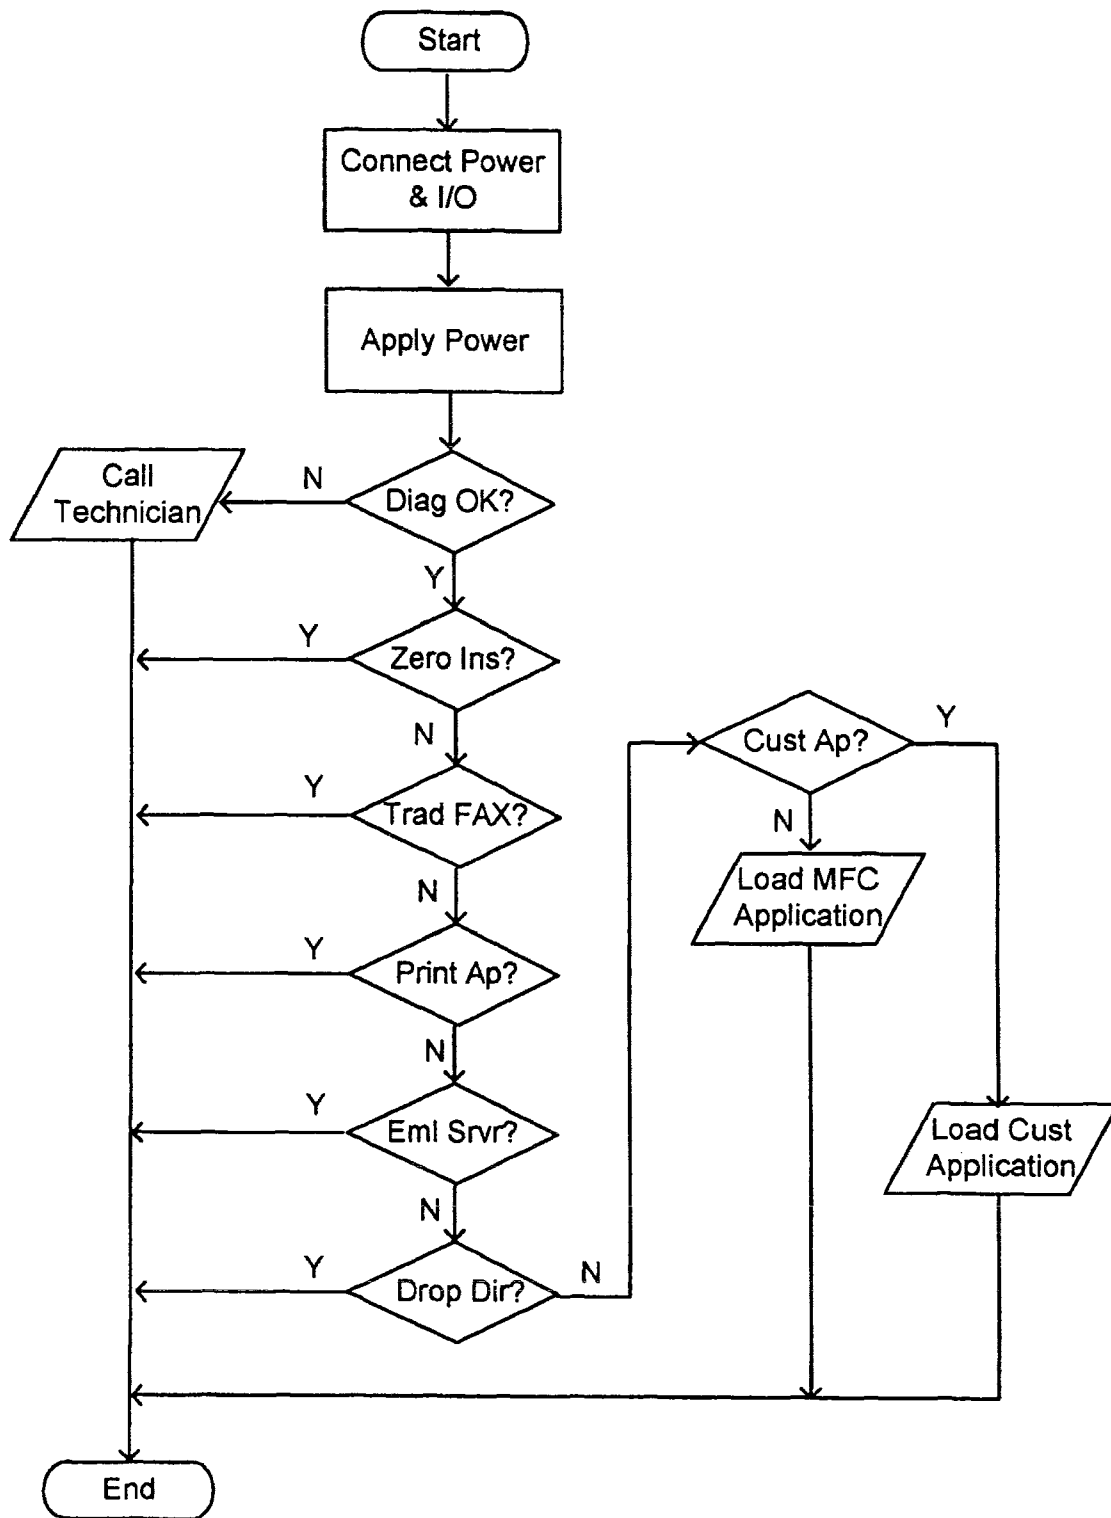 Start
Connect Power
& I/O
Apply Power
Call
Technician
N
Diag OK?
Y
Y
Zero Ins?
N
Y
Trad FAX?
N
Y
Print Ap?
N
Y
Eml Srvr?
N
Y
Drop Dir?
N
Cust Ap?
Y
N
Load MFC
Application
Load Cust
Application
End